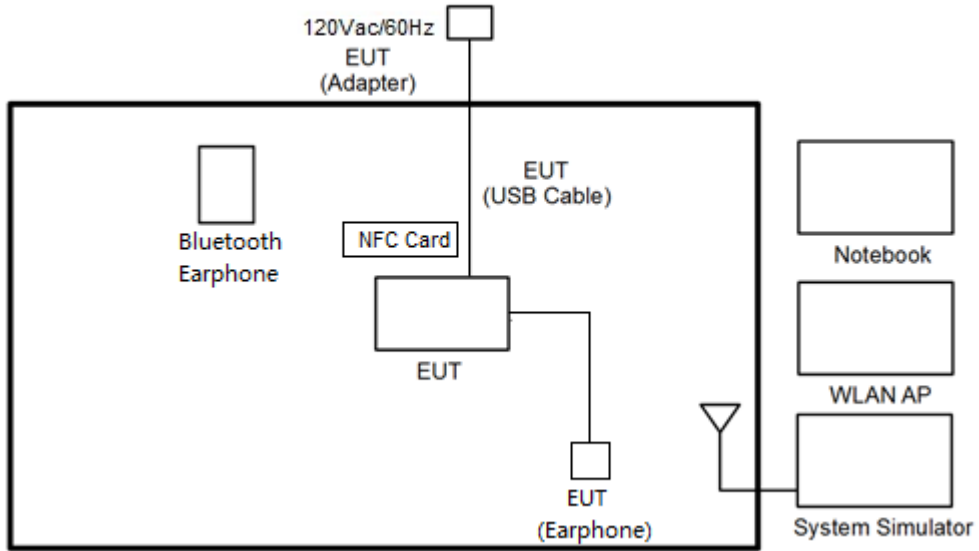 120Vac/60Hz
EUT
(Adapter)
EUT
(USB Cable)
Bluetooth
Earphone
NFC Card
EUT
EUT
(Earphone)
Notebook
WLAN AP
System Simulator